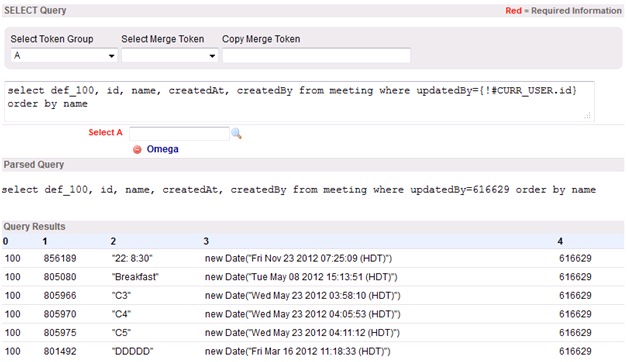 SELECT Query
Red = Required Information
Select Token Group Select Merge Token Copy Merge Token
A
select def_100, id, name, createdAt, createdBy from meeting where updatedBy={!#CURR_USER.id}
order by name
Select A
Omega
Parsed Query
select def_100, id, name, createdAt, createdBy from meeting where updatedBy=616629 order by name
Query Results
0 1 2 3 4
100 856189 "22: 8:30" new Date("Fri Nov 23 2012 07:25:09 (HDT)") 616629
100 805080 "Breakfast" new Date("Tue May 08 2012 15:13:51 (HDT)") 616629
100 805966 "C3" new Date("Wed May 23 2012 03:58:10 (HDT)") 616629
100 805970 "C4" new Date("Wed May 23 2012 04:05:53 (HDT)") 616629
100 805975 "C5" new Date("Wed May 23 2012 04:11:12 (HDT)") 616629
100 801492 "DDDDD" new Date("Fri Mar 16 2012 11:18:33 (HDT)") 616629